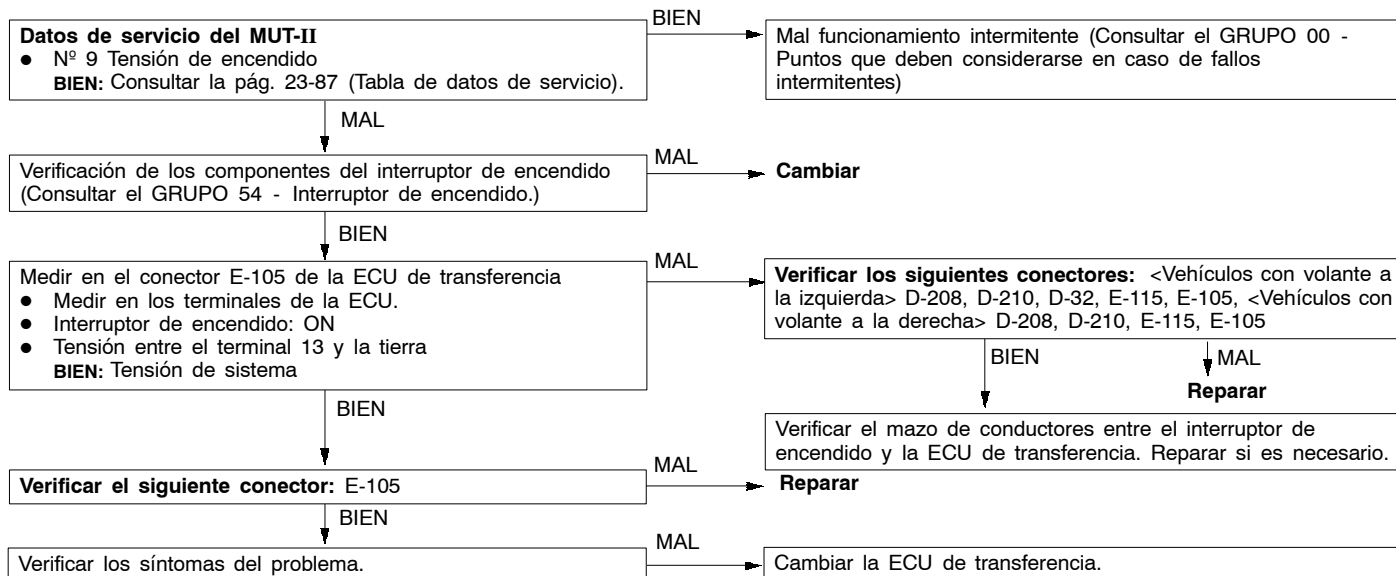 Datos de servicio del MUT-II
● Nº 9 Tensión de encendido
BIEN: Consultar la pág. 23-87 (Tabla de datos de servicio).
BIEN
Mal funcionamiento intermitente (Consultar el GRUPO 00 -
Puntos que deben considerarse en caso de fallos
intermitentes)
MAL
Verificación de los componentes del interruptor de encendido
(Consultar el GRUPO 54 - Interruptor de encendido.)
MAL
Cambiar
BIEN
Medir en el conector E-105 de la ECU de transferencia
● Medir en los terminales de la ECU.
● Interruptor de encendido: ON
● Tensión entre el terminal 13 y la tierra
BIEN: Tensión de sistema
MAL
Verificar los siguientes conectores: <Vehículos con volante a
la izquierda> D-208, D-210, D-32, E-115, E-105, <Vehículos con
volante a la derecha> D-208, D-210, E-115, E-105
BIEN
MAL
Reparar
Verificar el mazo de conductores entre el interruptor de
encendido y la ECU de transferencia. Reparar si es necesario.
BIEN
Verificar el siguiente conector: E-105
MAL
Reparar
BIEN
Verificar los síntomas del problema.
MAL
Cambiar la ECU de transferencia.